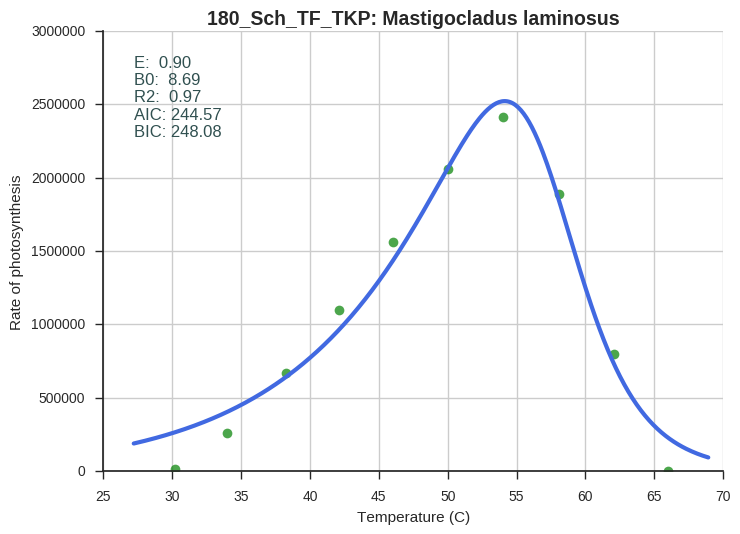 180_Sch_TF_TKP: Mastigocladus laminosus
3000000
2500000
2000000
1500000
1000000
500000
0
E: 0.90
B0: 8.69
R2: 0.97
AIC: 244.57
BIC: 248.08
Rate of photosynthesis
25 30 35 40 45 50 55 60 65 70
Temperature (C)